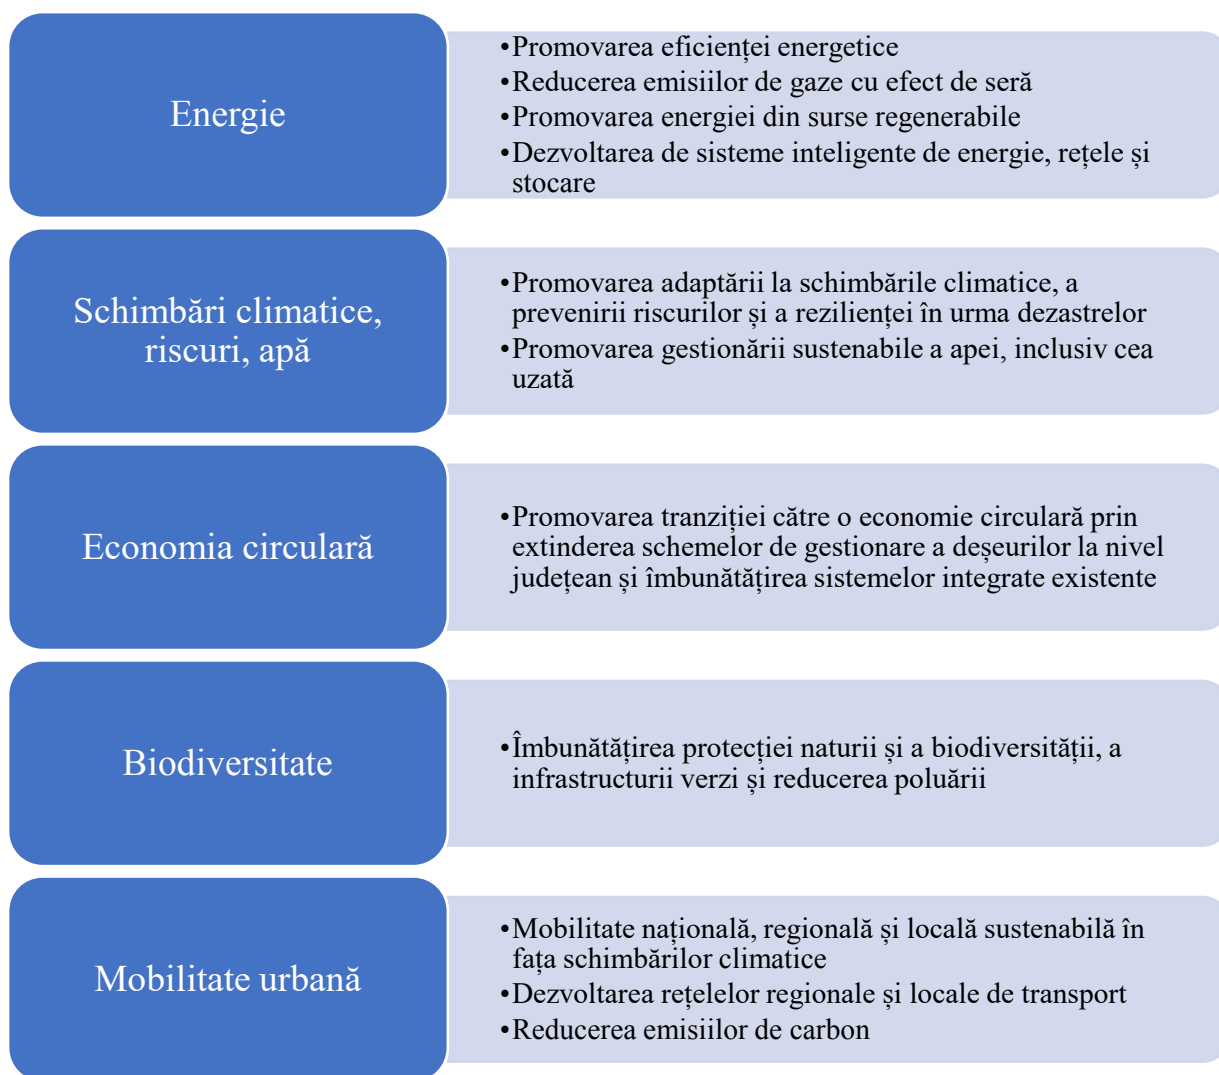 Energie
•Promovarea eficienței energetice
•Reducerea emisiilor de gaze cu efect de seră
•Promovarea energiei din surse regenerabile
•Dezvoltarea de sisteme inteligente de energie, rețele și
stocare
Schimbări climatice,
riscuri, apă
•Promovarea adaptării la schimbările climatice, a
prevenirii riscurilor și a rezilienței în urma dezastrelor
•Promovarea gestionării sustenabile a apei, inclusiv cea
uzată
Economia circulară
•Promovarea tranziției către o economie circulară prin
extinderea schemelor de gestionare a deșeurilor la nivel
județean și îmbunătățirea sistemelor integrate existente
Biodiversitate
•Îmbunătățirea protecției naturii și a biodiversității, a
infrastructurii verzi și reducerea poluării
Mobilitate urbană
•Mobilitate națională, regională și locală sustenabilă în
fața schimbărilor climatice
•Dezvoltarea rețelelor regionale și locale de transport
•Reducerea emisiilor de carbon